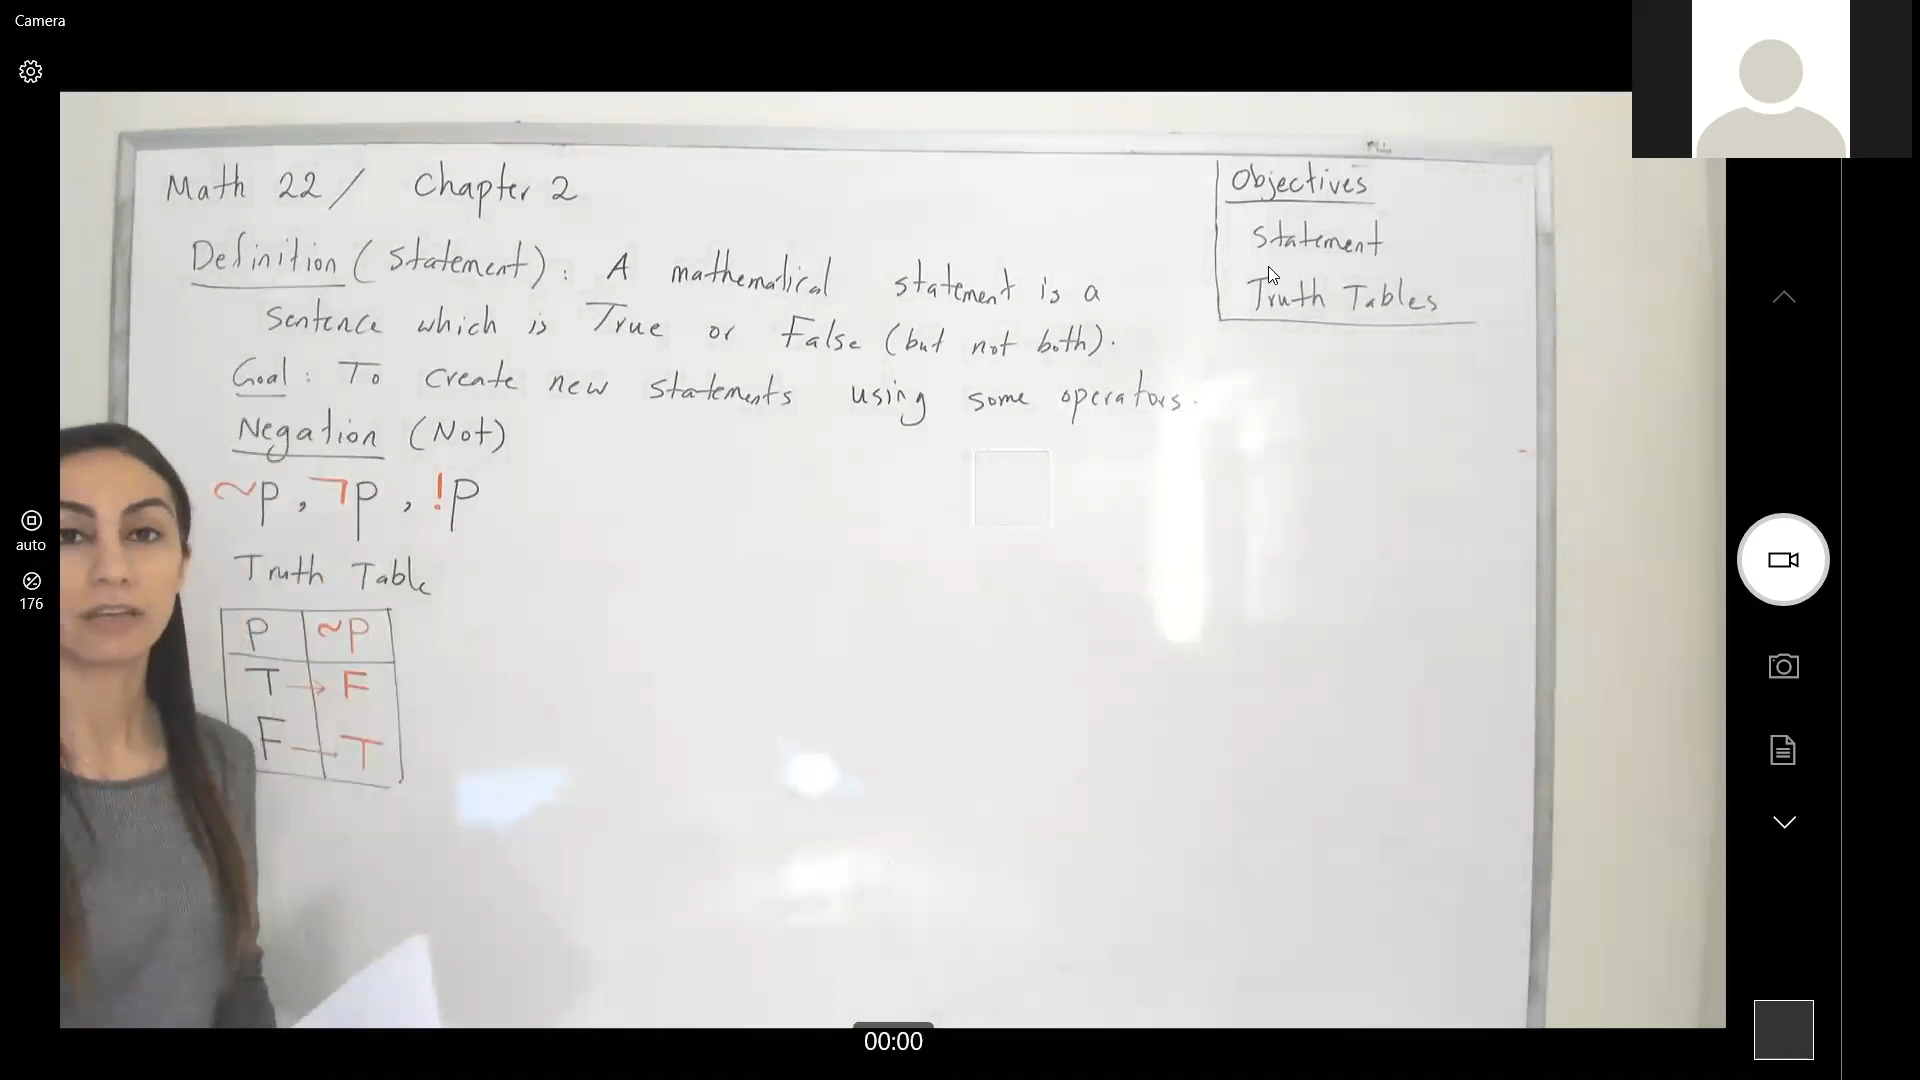 Camera
Math 22 / Chapter 2
Definition (Statement): A mathematical statement is a
sentence which is True or False (but not both).
Goal: To create new statements using some operators.
Negation (Not)
~P, ¬P, !P
Truth Table
P ~P
T → F
F → T
Objectives
Statement
Truth Tables
auto
176
00:00